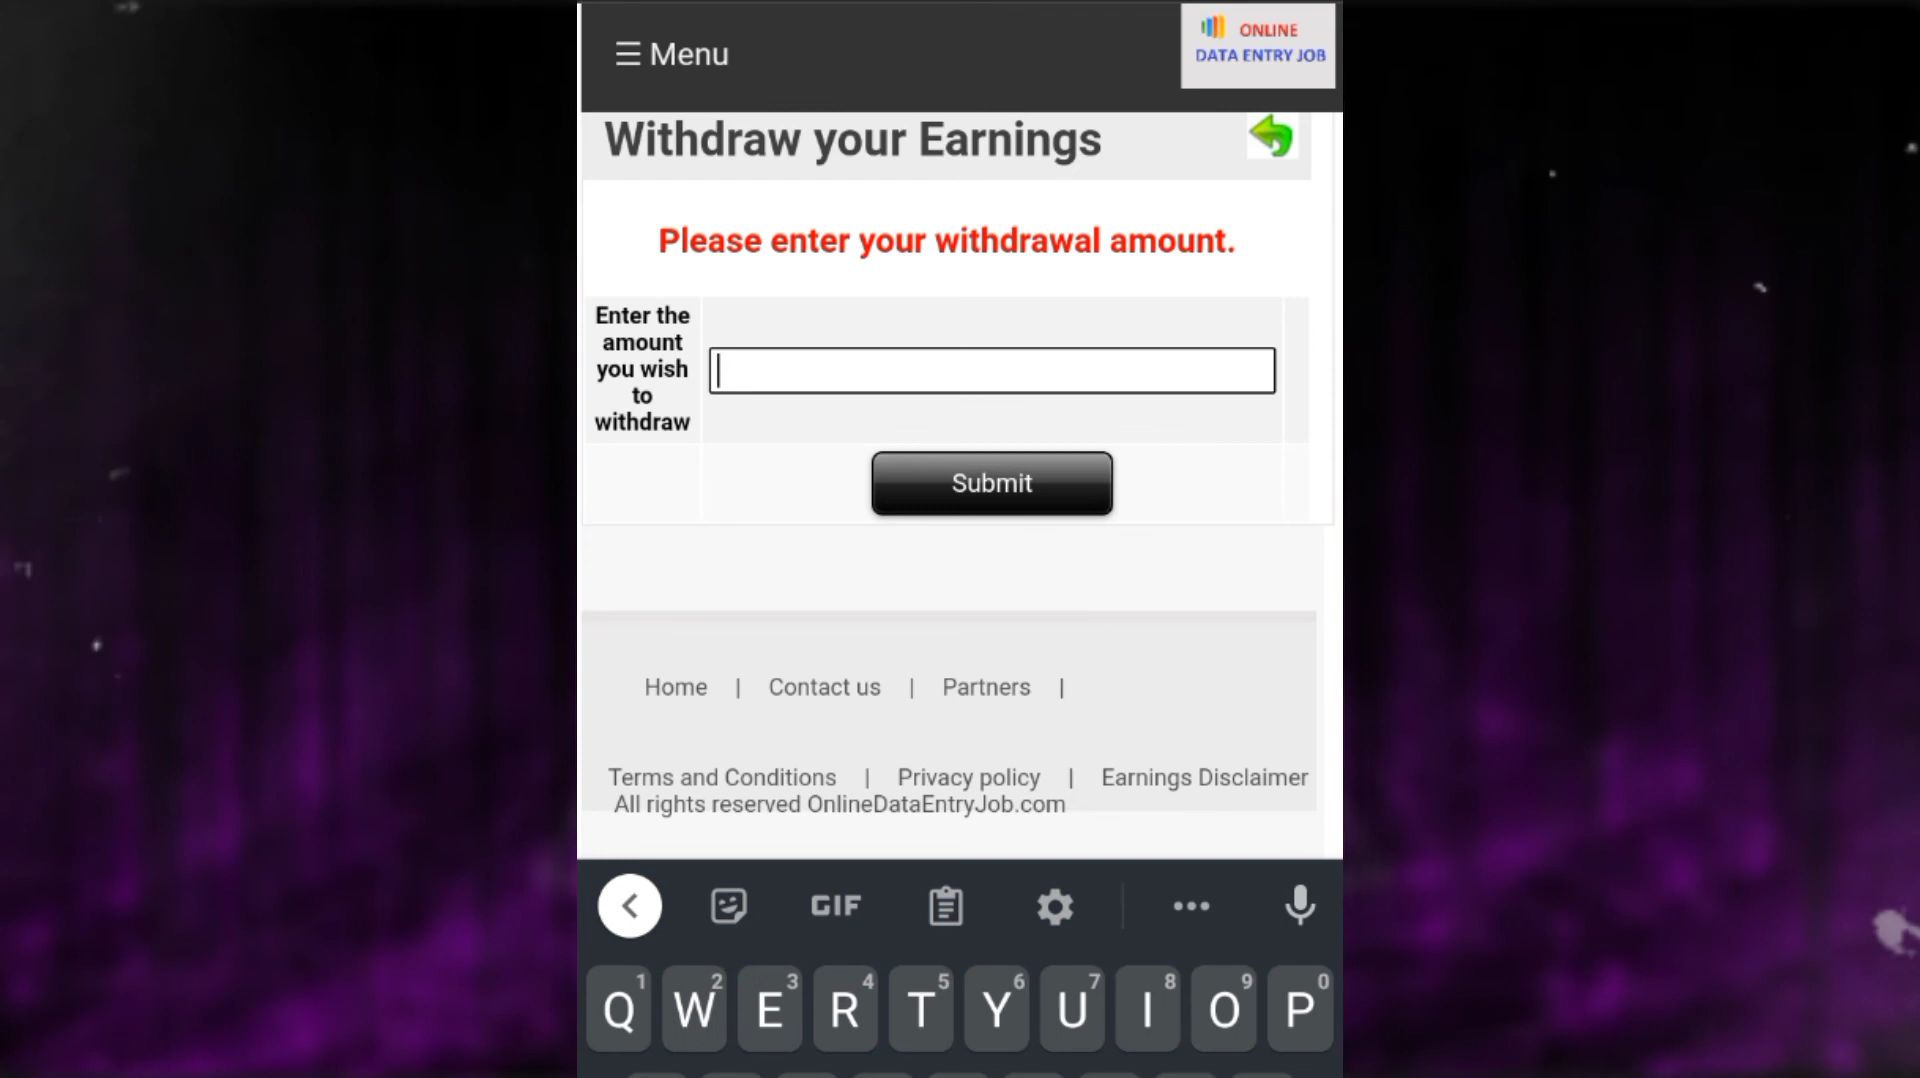 ☰ Menu
ONLINE
DATA ENTRY JOB
Withdraw your Earnings
Please enter your withdrawal amount.
Enter the
amount
you wish
to
withdraw
Submit
Home | Contact us | Partners |
Terms and Conditions | Privacy policy | Earnings Disclaimer
All rights reserved OnlineDataEntryJob.com
GIF
1 2 3 4 5 6 7 8 9 0
Q W E R T Y U I O P